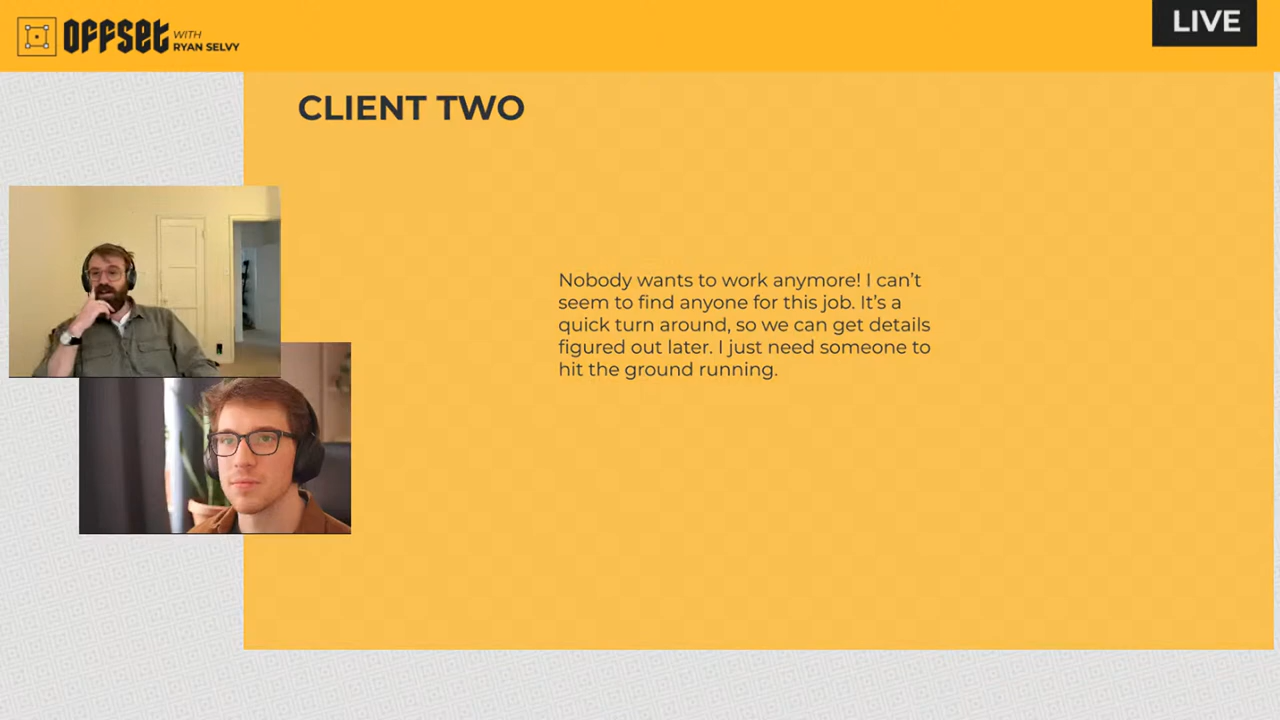 OFFSET WITH
RYAN SELVY
LIVE
CLIENT TWO
Nobody wants to work anymore! I can’t
seem to find anyone for this job. It’s a
quick turn around, so we can get details
figured out later. I just need someone to
hit the ground running.